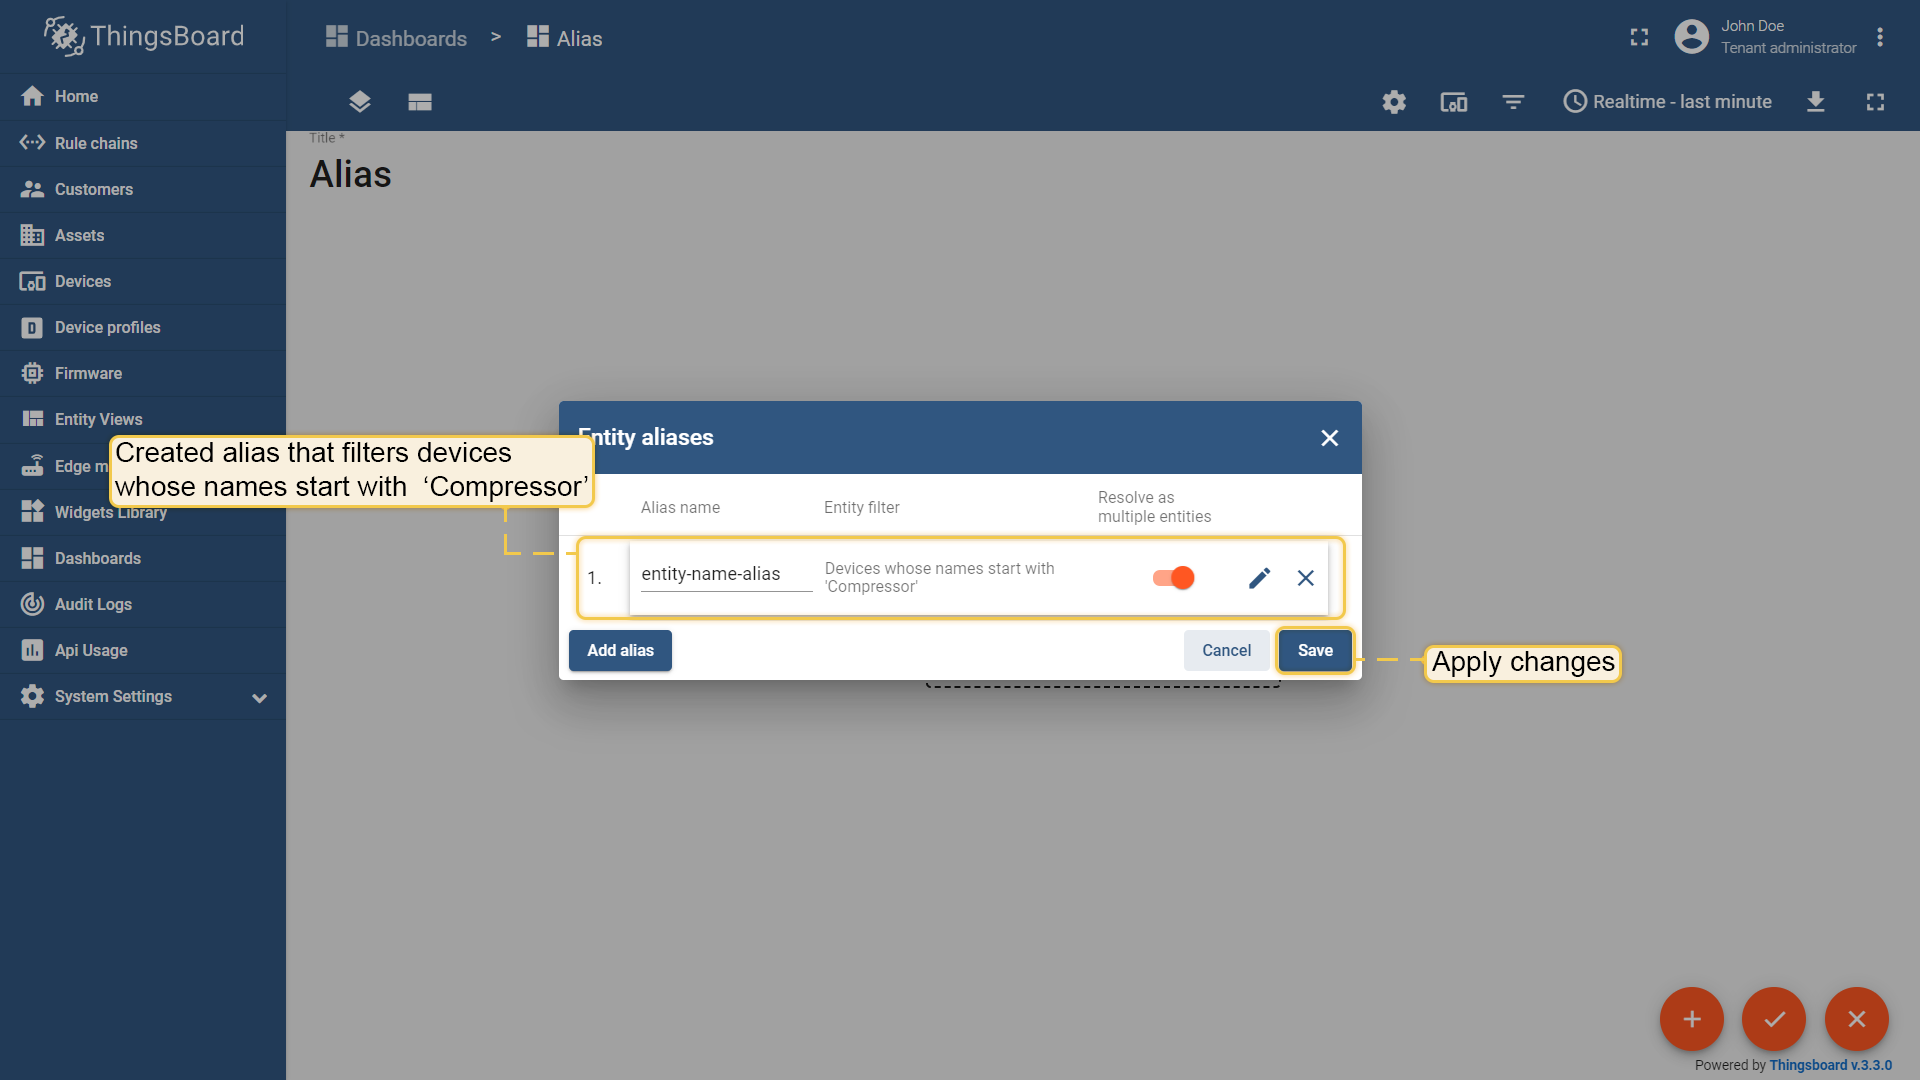 ThingsBoard
Dashboards > Alias
John Doe
Tenant administrator
Realtime - last minute
Home
Rule chains
Customers
Assets
Devices
Device profiles
Firmware
Entity Views
Edge m
Widgets Library
Dashboards
Audit Logs
Api Usage
System Settings
Title *
Alias
Created alias that filters devices
whose names start with ‘Compressor’
Entity aliases
Alias name
Entity filter
Resolve as
multiple entities
1.
entity-name-alias
Devices whose names start with
'Compressor'
Add alias
Cancel
Save
Apply changes
Powered by Thingsboard v.3.3.0